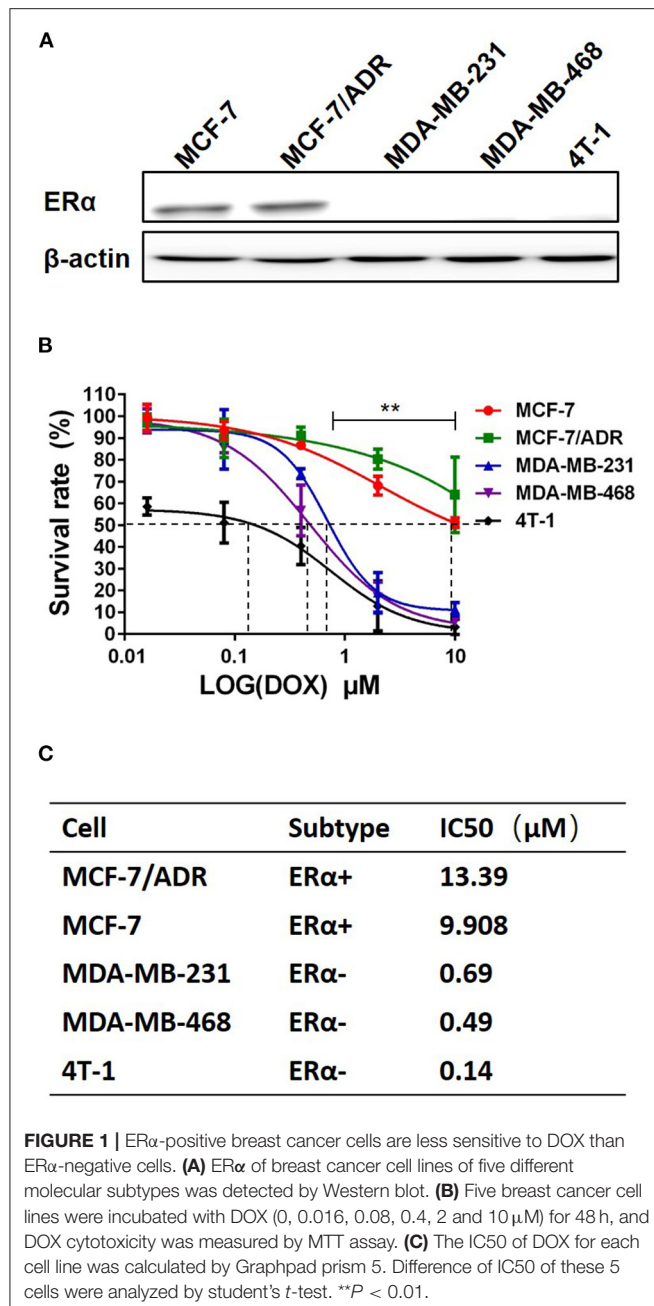 A
MCF-7
MCF-7/ADR
MDA-MB-231
MDA-MB-468
4T-1
ERα
β-actin
B
110
100
90
80
70
60
50
40
30
20
10
0
Survival rate (%)
0.01
0.1
1
10
LOG(DOX) μM
**
MCF-7
MCF-7/ADR
MDA-MB-231
MDA-MB-468
4T-1
C
Cell Subtype IC50 (μM)
MCF-7/ADR ERα+ 13.39
MCF-7 ERα+ 9.908
MDA-MB-231 ERα- 0.69
MDA-MB-468 ERα- 0.49
4T-1 ERα- 0.14
FIGURE 1 | ERα-positive breast cancer cells are less sensitive to DOX than
ERα-negative cells. (A) ERα of breast cancer cell lines of five different
molecular subtypes was detected by Western blot. (B) Five breast cancer cell
lines were incubated with DOX (0, 0.016, 0.08, 0.4, 2 and 10 μM) for 48 h, and
DOX cytotoxicity was measured by MTT assay. (C) The IC50 of DOX for each
cell line was calculated by Graphpad prism 5. Difference of IC50 of these 5
cells were analyzed by student's t-test. **P < 0.01.